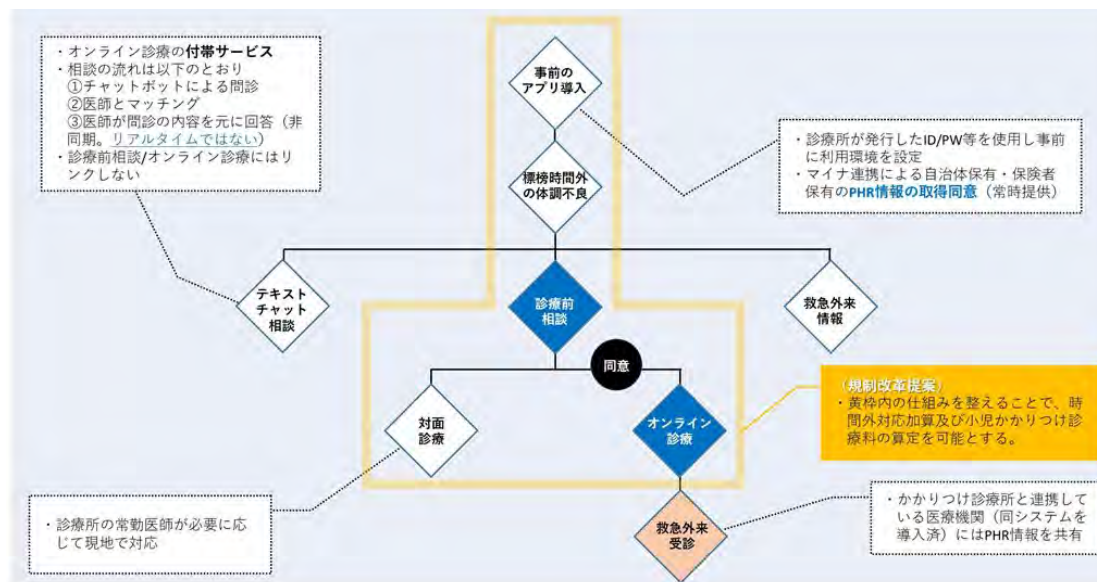 ・オンライン診療の付帯サービス
・相談の流れは以下のとおり
①チャットボットによる問診
②医師とマッチング
③医師が問診の内容を元に回答（非
同期。リアルタイムではない）
・診療前相談/オンライン診療にはリ
ンクしない
事前の
アプリ導入
・診療所が発行したID/PW等を使用し事前
に利用環境を設定
・マイナ連携による自治体保有・保険者
保有のPHR情報の取得同意（常時提供）
標榜時間外
の体調不良
テキスト
チャット
相談
診療前
相談
救急外来
情報
同意
対面
診療
オンライン
診療
（規制改革提案）
・黄枠内の仕組みを整えることで、時
間外対応加算及び小児かかりつけ診
療料の算定を可能とする。
・診療所の常勤医師が必要に応
じて現地で対応
救急外来
受診
・かかりつけ診療所と連携して
いる医療機関（同システムを
導入済）にはPHR情報を共有